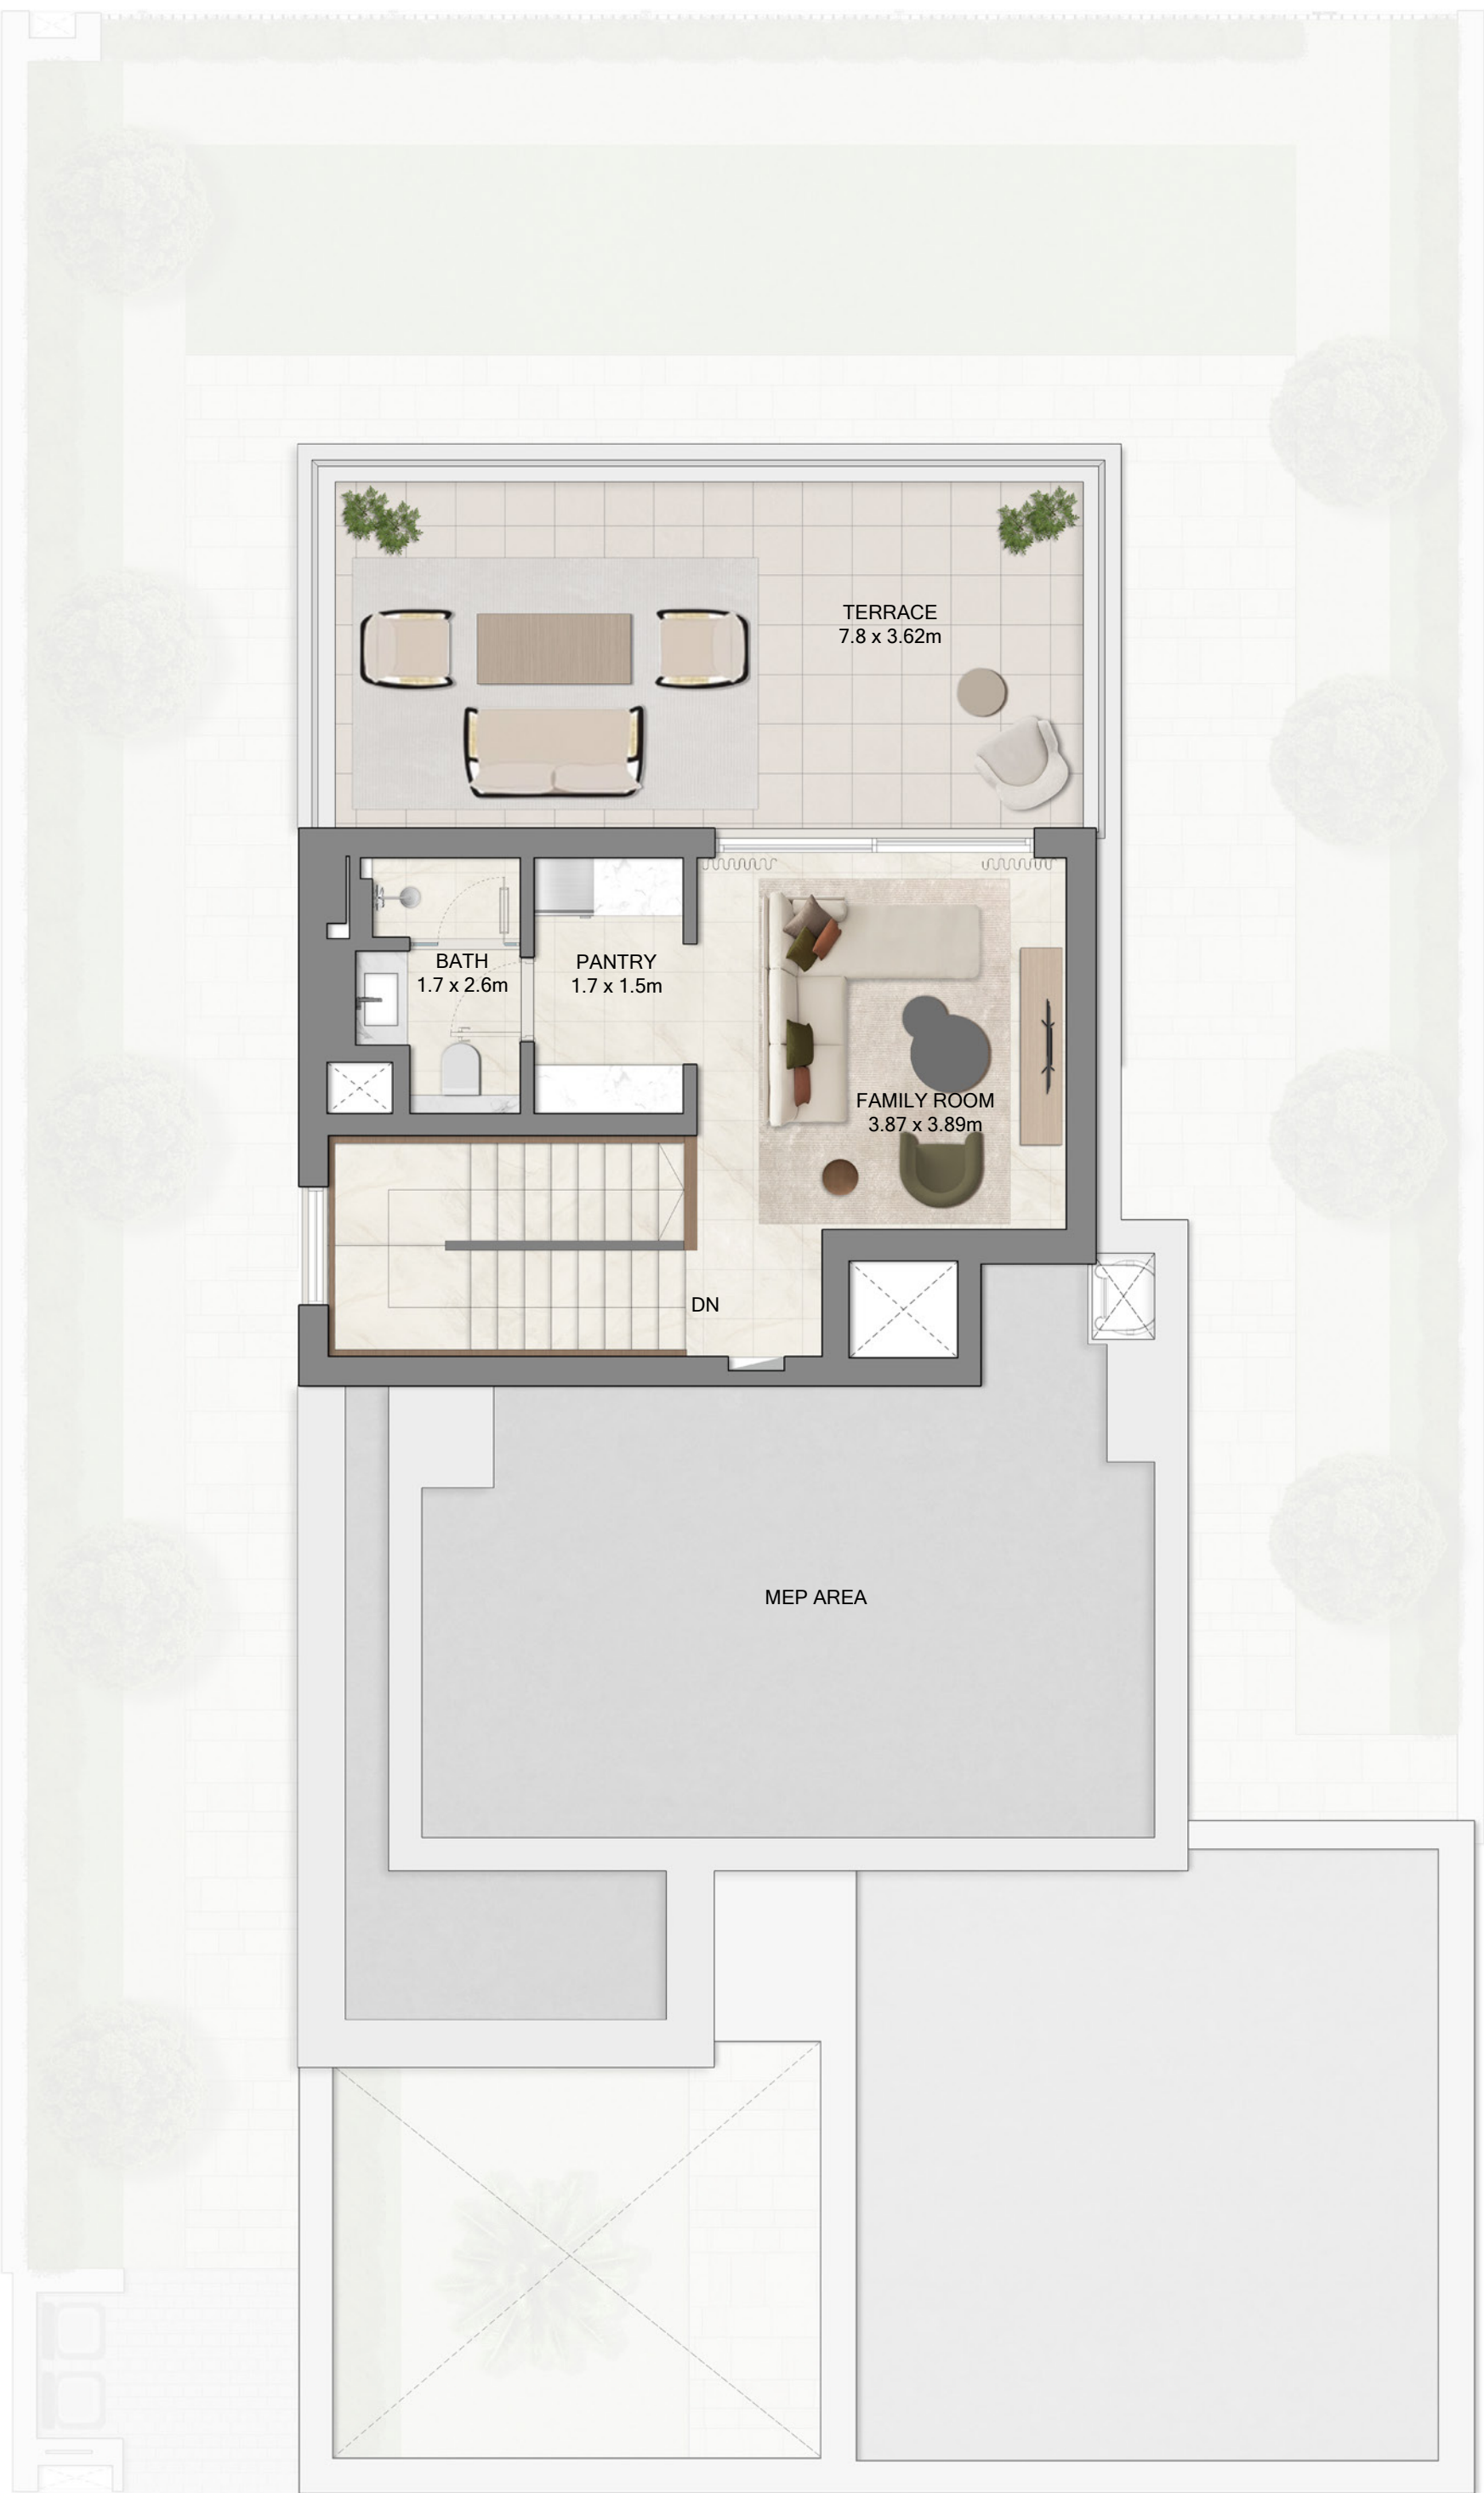 TERRACE
7.8 x 3.62m
BATH
1.7 x 2.6m
PANTRY
1.7 x 1.5m
FAMILY ROOM
3.87 x 3.89m
DN
MEP AREA